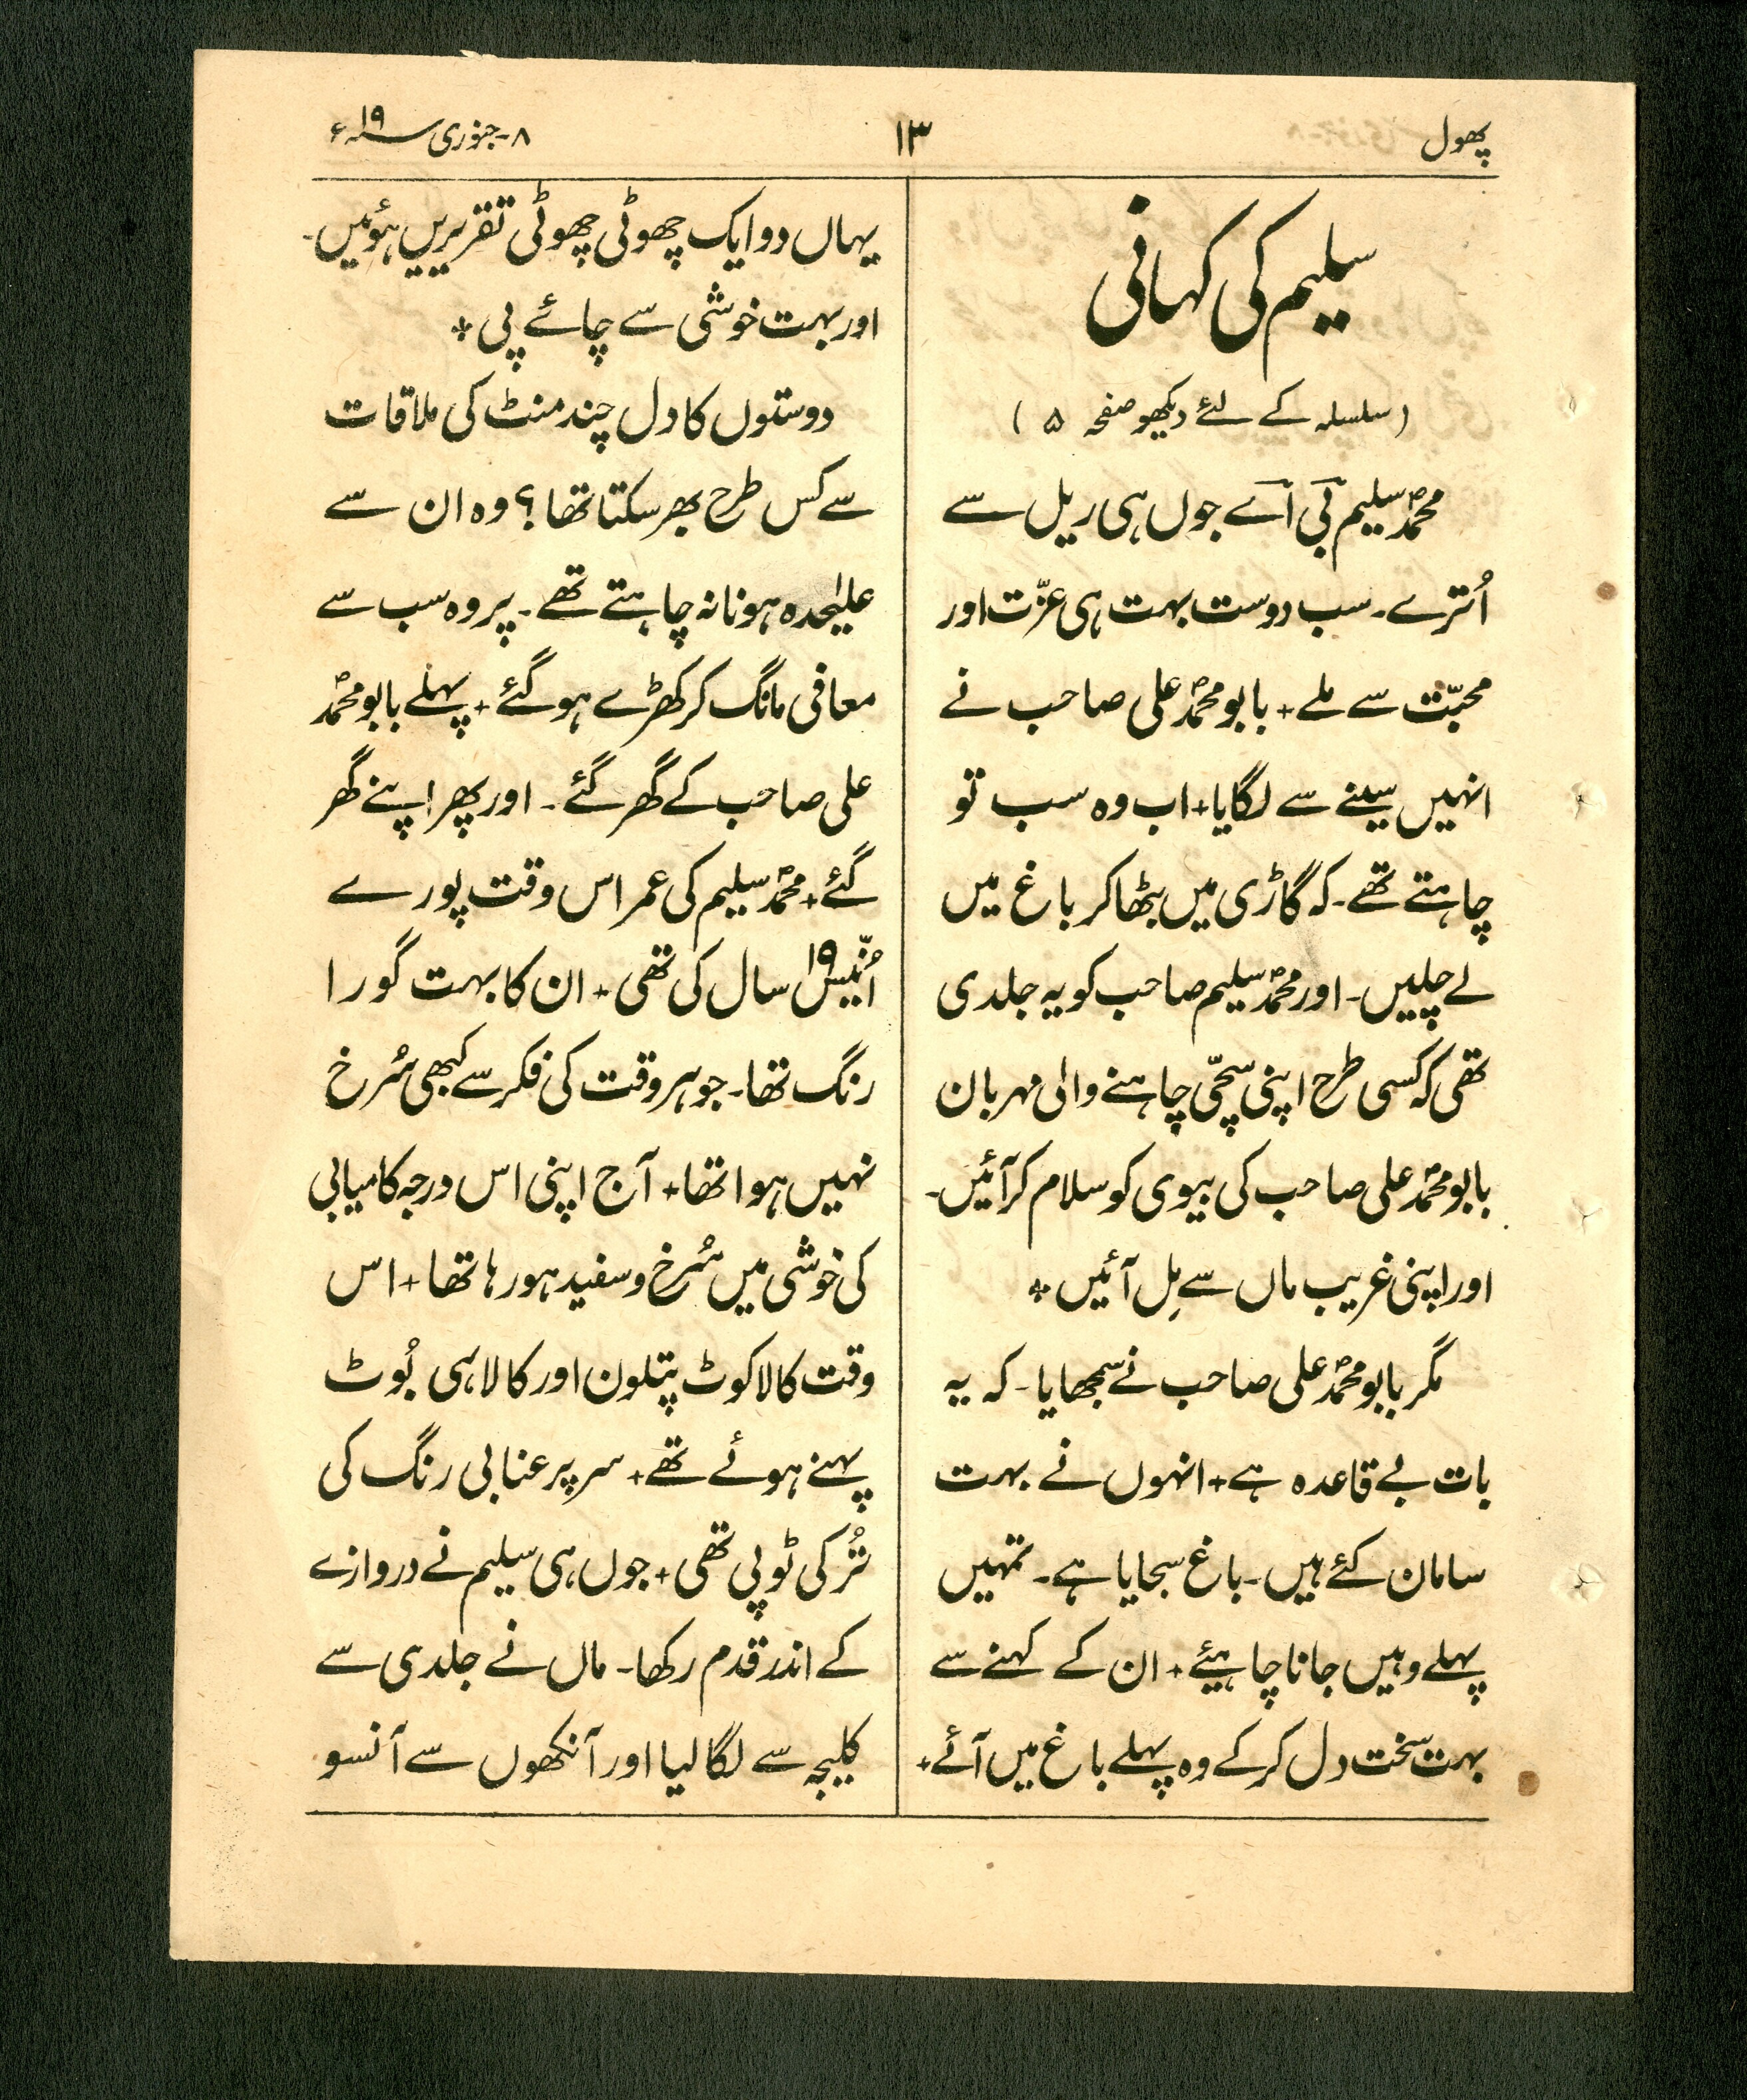 پھول
۱۳
۸-جنوری سنہ ۱۹ء
سلیم کی کہانی
(سلسلہ کے لئے دیکھو صفحہ ۵)
محمدؐ سلیم بی اے جوں ہی ریل سے
اُترے۔ سب دوست بہت ہی عزّت اور
محبّت سے ملے+ بابو محمدؐ علی صاحب نے
انہیں سینے سے لگایا+ اب وہ سب تو
چاہتے تھے۔ کہ گاڑی میں بٹھا کر باغ میں
لے چلیں۔ اور محمدؐ سلیم صاحب کو یہ جلدی
تھی کہ کسی طرح اپنی سچّی چاہنے والی مہربان
بابو محمدؐ علی صاحب کی بیوی کو سلام کر آئیں۔
اور اپنی غریب ماں سے مِل آئیں *
مگر بابو محمدؐ علی صاحب نے سمجھایا۔ کہ یہ
بات بے قاعدہ ہے+ انہوں نے بہت
سامان کئے ہیں۔ باغ سجایا ہے۔ تمہیں
پہلے وہیں جانا چاہیئے+ ان کے کہنے سے
بہت سخت دل کر کے وہ پہلے باغ میں آئے+
یہاں دو ایک چھوٹی چھوٹی تقریریں ہوُئیں۔
اور بہت خوشی سے چائے پی *
دوستوں کا دل چند منٹ کی ملاقات
سے کس طرح بھر سکتا تھا؟ وہ ان سے
علیٰحدہ ہونا نہ چاہتے تھے۔ پر وہ سب سے
معافی مانگ کر کھڑے ہو گئے+ پہلے بابو محمدؐ
علی صاحب کے گھر گئے۔ اور پھر اپنے گھر
گئے+ محمدؐ سلیم کی عمر اس وقت پورے
اُنّیس ۱۹ سال کی تھی+ ان کا بہت گورا
رنگ تھا۔ جو ہر وقت کی فکر سے کبھی سُرخ
نہیں ہوا تھا+ آج اپنی اس درجہ کامیابی
کی خوشی میں سُرخ و سفید ہو رہا تھا+ اس
وقت کالا کوٹ پتلون اور کالا ہی بُوٹ
پہنے ہوئے تھے+ سر پر عنابی رنگ کی
تُرکی ٹوپی تھی+ جوں ہی سلیم نے دروازے
کے اندر قدم رکھا۔ ماں نے جلدی سے
کلیجہ سے لگا لیا اور آنکھوں سے آنسو